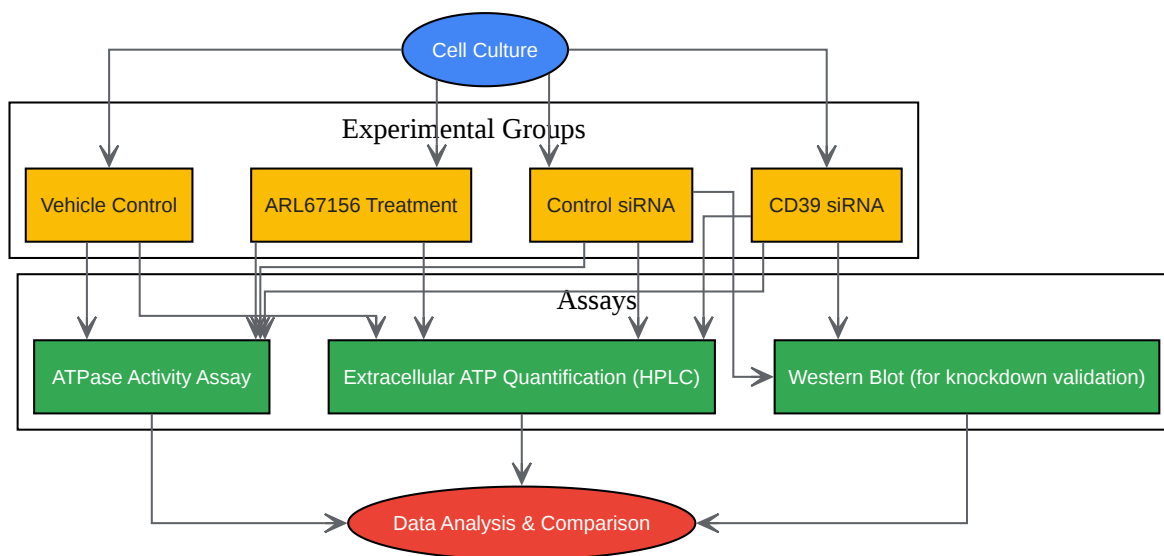 Cell Culture
Experimental Groups
Vehicle Control
ARL67156 Treatment
Control siRNA
CD39 siRNA
Assays
ATPase Activity Assay
Extracellular ATP Quantification (HPLC)
Western Blot (for knockdown validation)
Data Analysis & Comparison